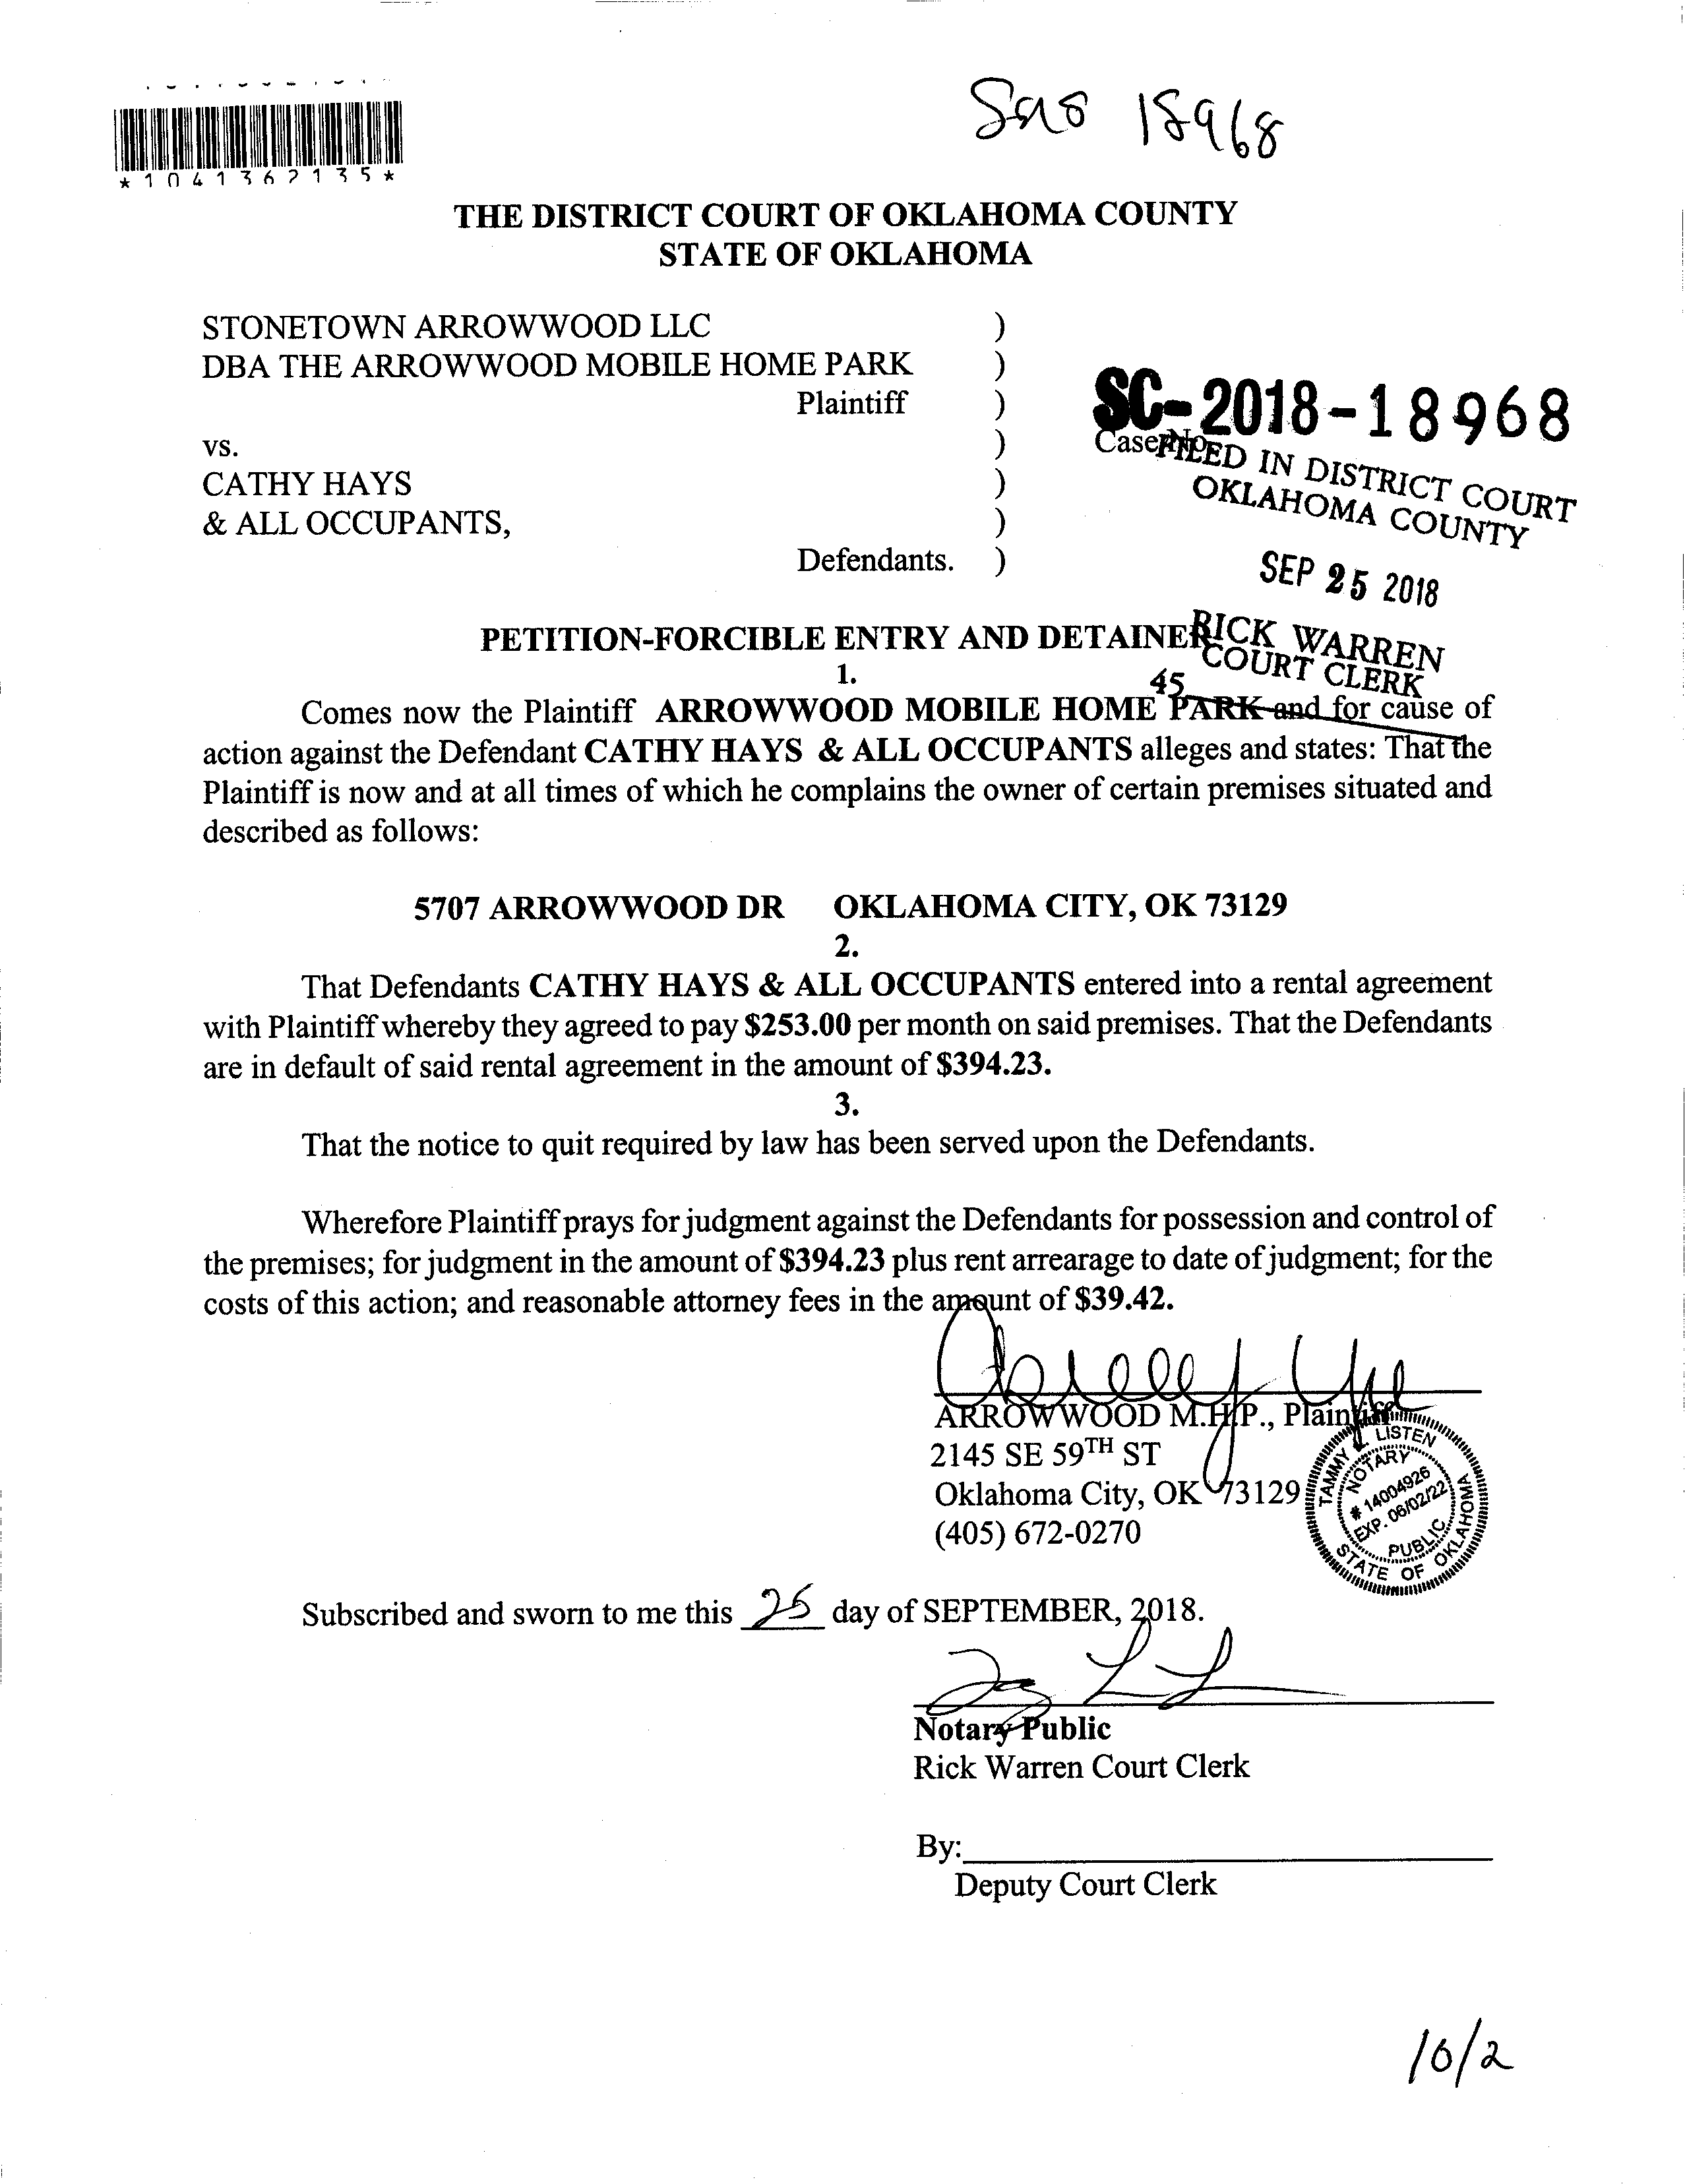 *1041362135*
18968
THE DISTRICT COURT OF OKLAHOMA COUNTY
STATE OF OKLAHOMA
STONETOWN ARROWWOOD LLC )
DBA THE ARROWWOOD MOBILE HOME PARK )
Plaintiff )
SC-2018-18968
vs. )
Case No.
FILED IN DISTRICT COURT
OKLAHOMA COUNTY
CATHY HAYS )
& ALL OCCUPANTS, )
Defendants. )
SEP 25 2018
RICK WARREN
COURT CLERK
45
PETITION-FORCIBLE ENTRY AND DETAINER
1.
Comes now the Plaintiff ARROWWOOD MOBILE HOME PARK and for cause of
action against the Defendant CATHY HAYS & ALL OCCUPANTS alleges and states: That the
Plaintiff is now and at all times of which he complains the owner of certain premises situated and
described as follows:
5707 ARROWWOOD DR OKLAHOMA CITY, OK 73129
2.
That Defendants CATHY HAYS & ALL OCCUPANTS entered into a rental agreement
with Plaintiff whereby they agreed to pay $253.00 per month on said premises. That the Defendants
are in default of said rental agreement in the amount of $394.23.
3.
That the notice to quit required by law has been served upon the Defendants.
Wherefore Plaintiff prays for judgment against the Defendants for possession and control of
the premises; for judgment in the amount of $394.23 plus rent arrearage to date of judgment; for the
costs of this action; and reasonable attorney fees in the amount of $39.42.
ARROWWOOD M.H.P., Plaintiff
2145 SE 59TH ST
Oklahoma City, OK 73129
(405) 672-0270
TAMMY L. LISTEN
NOTARY
# 14004926
EXP. 06/02/22
PUBLIC
STATE OF OKLAHOMA
Subscribed and sworn to me this 25 day of SEPTEMBER, 2018.
Notary Public
Rick Warren Court Clerk
By:
Deputy Court Clerk
10/2